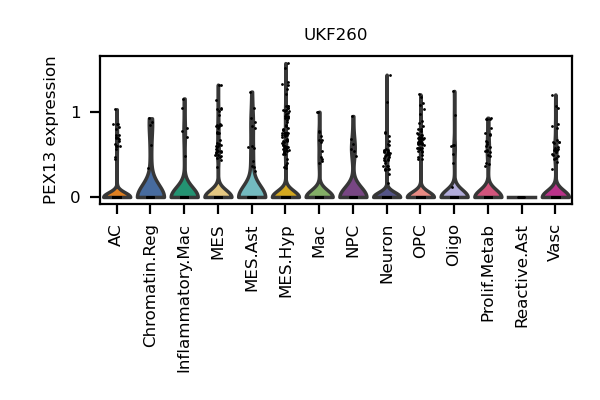 UKF260
PEX13 expression
1
0
AC
Chromatin.Reg
Inflammatory.Mac
MES
MES.Ast
MES.Hyp
Mac
NPC
Neuron
OPC
Oligo
Prolif.Metab
Reactive.Ast
Vasc